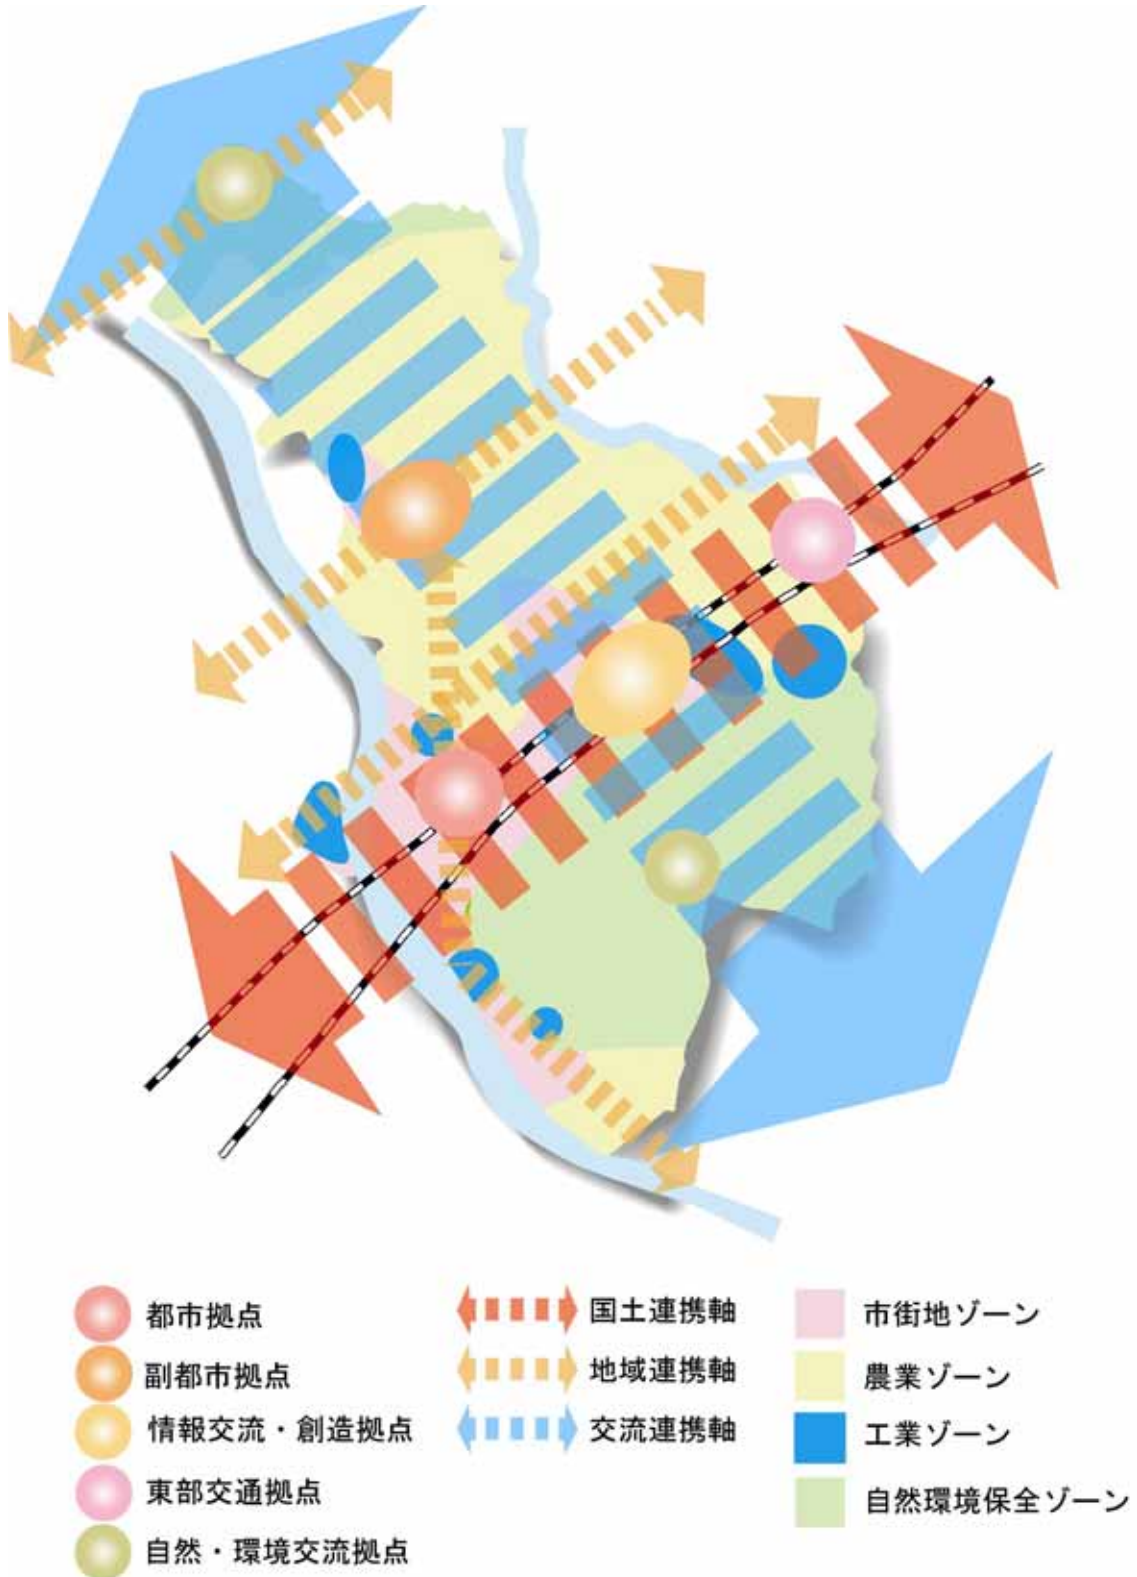 都市拠点
副都市拠点
情報交流・創造拠点
東部交通拠点
自然・環境交流拠点
国土連携軸
地域連携軸
交流連携軸
市街地ゾーン
農業ゾーン
工業ゾーン
自然環境保全ゾーン